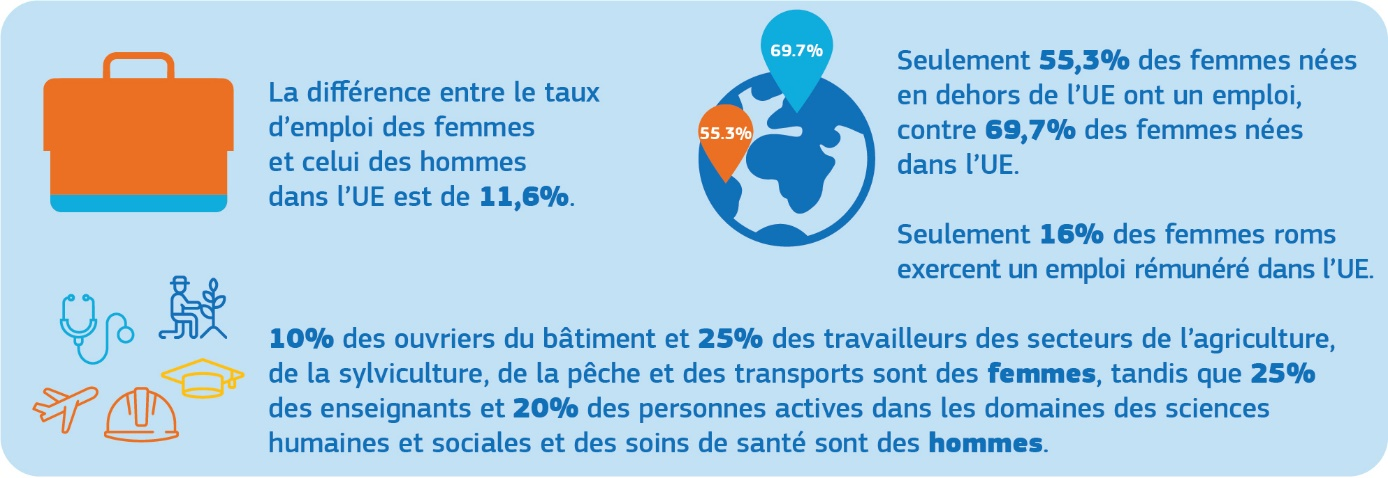 La différence entre le taux
d'emploi des femmes
et celui des hommes
dans l'UE est de 11,6%.
69.7%
55.3%
Seulement 55,3% des femmes nées
en dehors de l'UE ont un emploi,
contre 69,7% des femmes nées
dans l'UE.
Seulement 16% des femmes roms
exercent un emploi rémunéré dans l'UE.
10% des ouvriers du bâtiment et 25% des travailleurs des secteurs de l'agriculture,
de la sylviculture, de la pêche et des transports sont des femmes, tandis que 25%
des enseignants et 20% des personnes actives dans les domaines des sciences
humaines et sociales et des soins de santé sont des hommes.